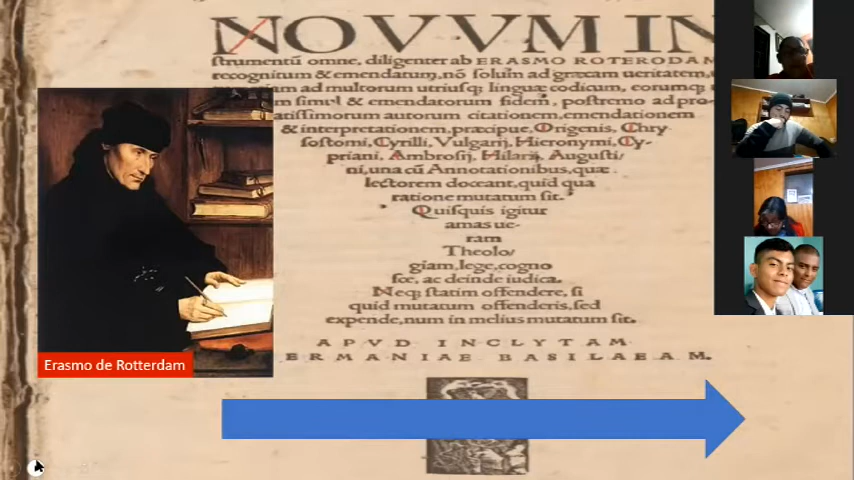 NOVVM IN
strumentū omne, diligenter ab ERASMO ROTERODAM
recognitum & emendatum, nō solum ad græcam ueritatem,
ad multorum utriusq; linguæ codicum, eorumq;
simul & emendatorum fidem, postremo ad pro-
atissimorum autorum citationem, emendationem
& interpretationem, præcipue, Origenis, Chry
sostomi, Cyrilli, Vulgarij, Hieronymi, Cy-
priani, Ambrosij, Hilarij, Augusti/
ni, una cū Annotationibus, quæ
lectorem doceant, quid qua
ratione mutatum sit.
Quisquis igitur
amas ue-
ram
Theolo/
giam, lege, cogno
sce, ac deinde iudica.
Neq; statim offendere, si
quid mutatum offenderis, sed
expende, num in melius mutatum sit.
APVD INCLYTAM
ERMANIAE BASILAEAM.
Erasmo de Rotterdam